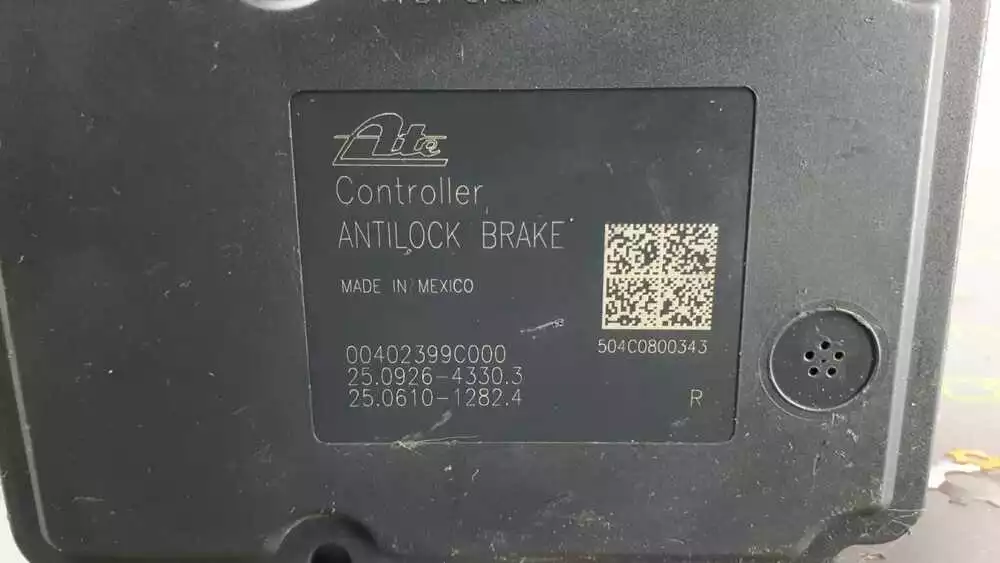 Ate
Controller
ANTILOCK BRAKE
MADE IN MEXICO
504C0800343
00402399C000
25.0926-4330.3
25.0610-1282.4
R